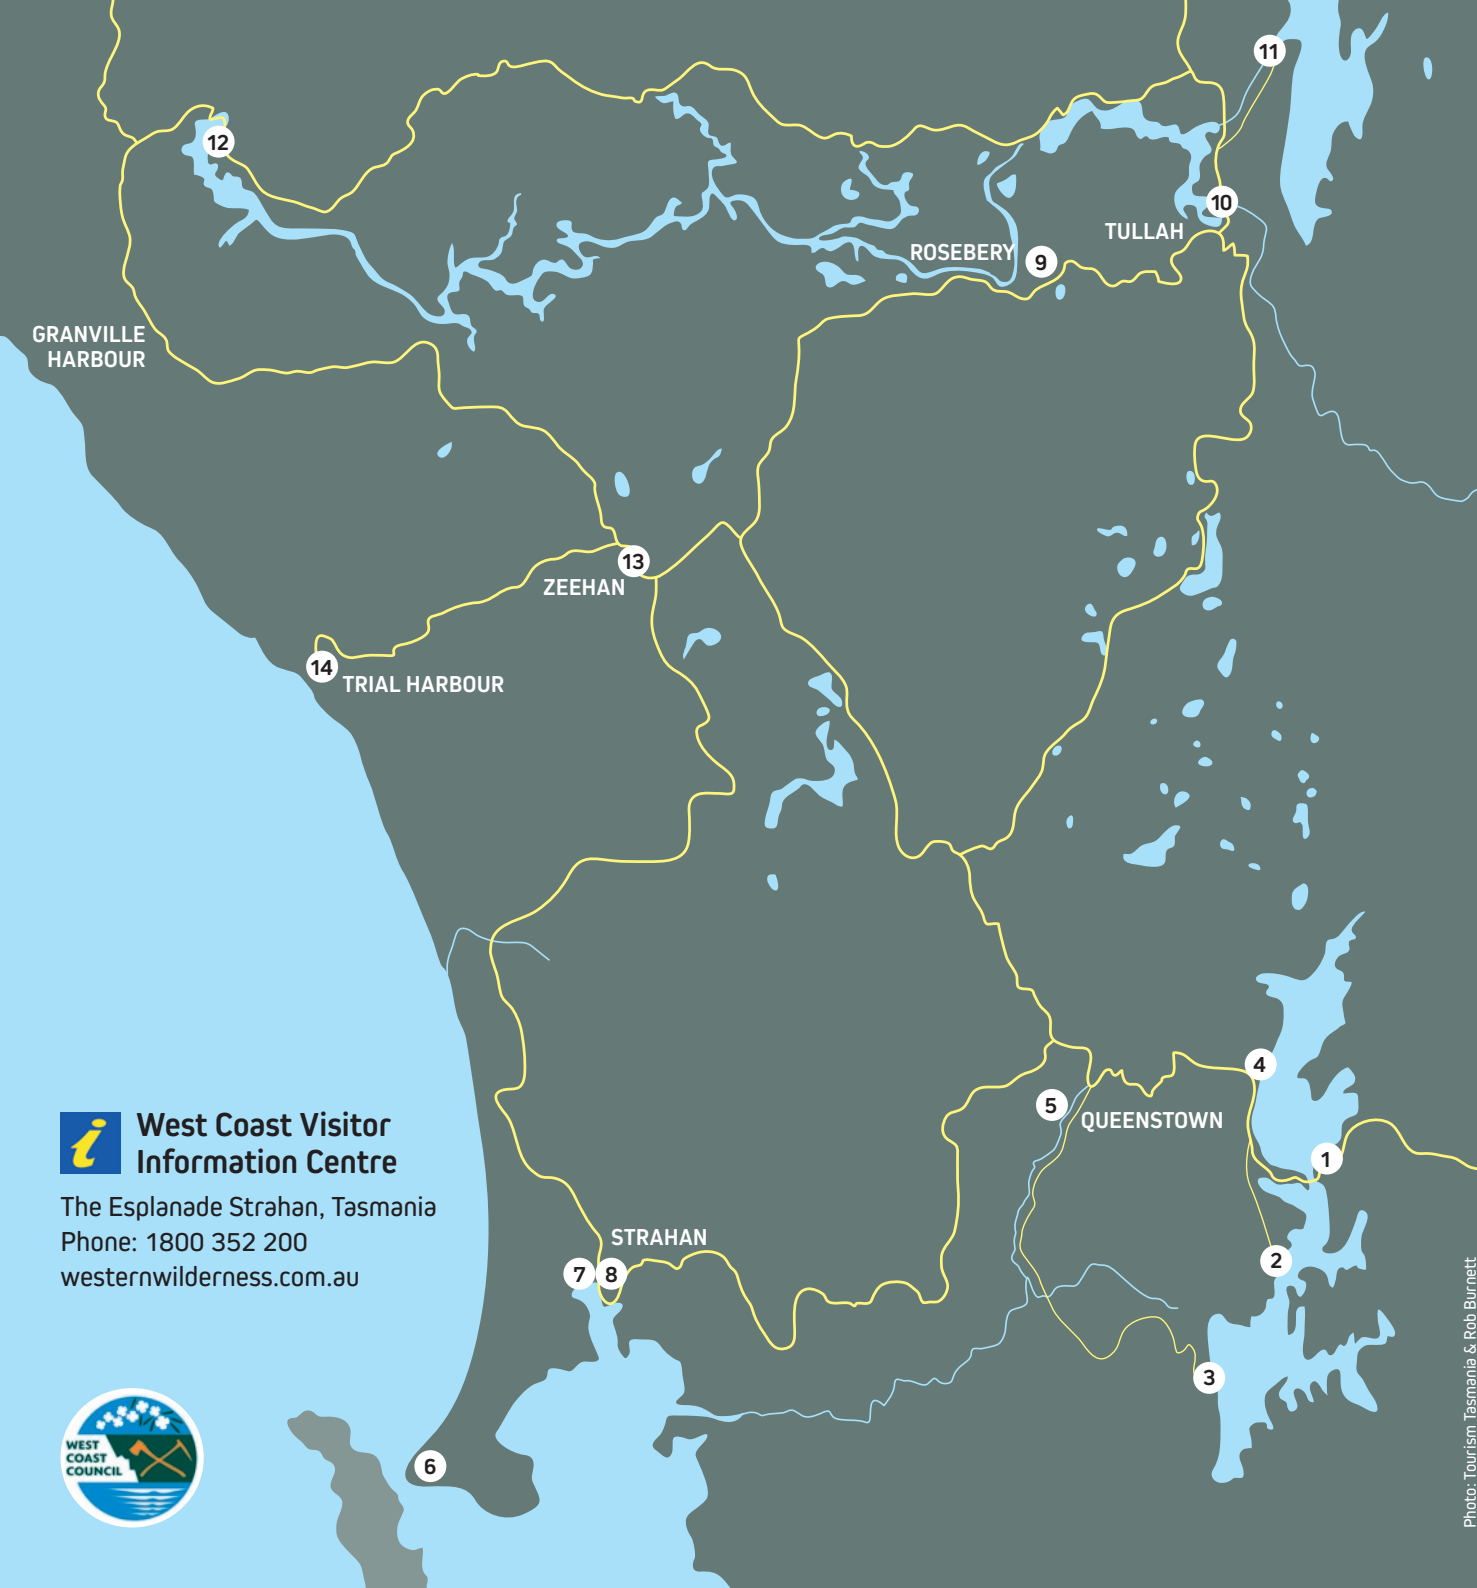 11
12
10
TULLAH
ROSEBERY
9
GRANVILLE
HARBOUR
13
ZEEHAN
14
TRIAL HARBOUR
4
5
QUEENSTOWN
1
West Coast Visitor
Information Centre
The Esplanade Strahan, Tasmania
Phone: 1800 352 200
westernwilderness.com.au
STRAHAN
7
8
2
3
6
WEST
COAST
COUNCIL
i
Photo: Tourism Tasmania & Rob Burnett